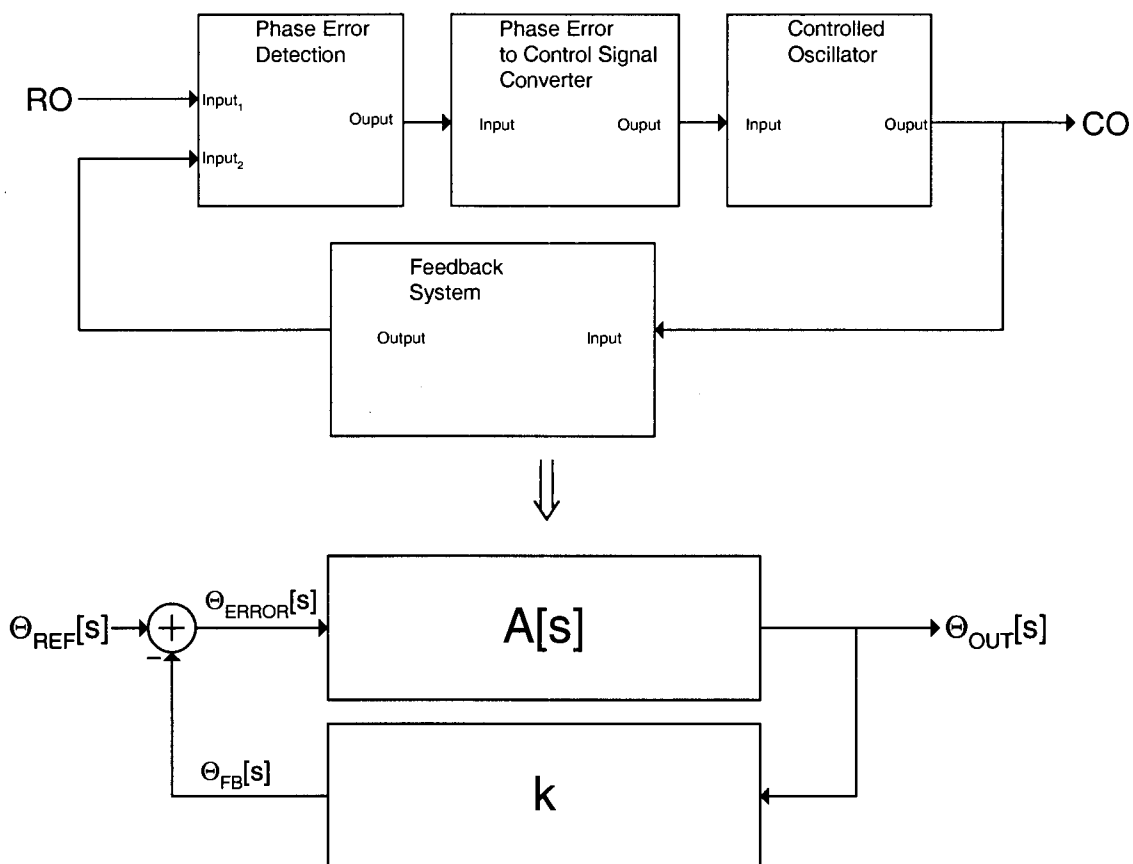 Phase Error
Detection
Phase Error
to Control Signal
Converter
Controlled
Oscillator
RO
Input1
Ouput
Input
Ouput
Input
Ouput
CO
Input2
Feedback
System
Output
Input
ΘREF[s]
+
−
ΘERROR[s]
A[s]
ΘOUT[s]
ΘFB[s]
k